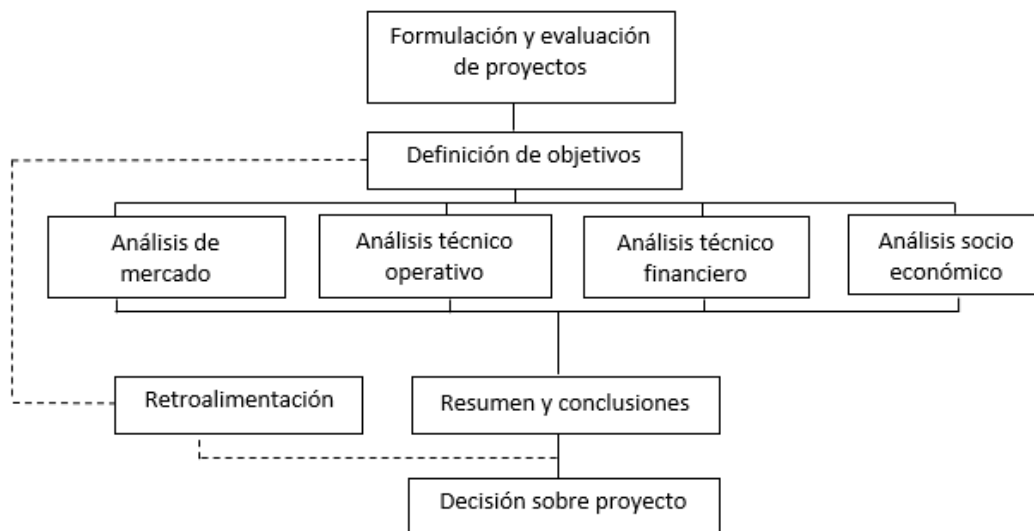 Formulación y evaluación
de proyectos
Definición de objetivos
Análisis de
mercado
Análisis técnico
operativo
Análisis técnico
financiero
Análisis socio
económico
Retroalimentación
Resumen y conclusiones
Decisión sobre proyecto